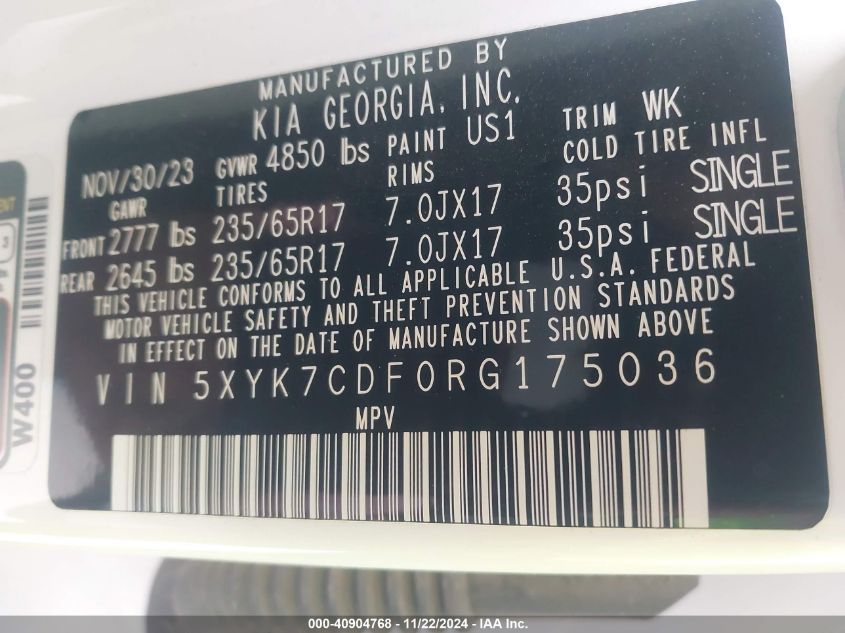 MANUFACTURED BY
KIA GEORGIA, INC.
NOV/30/23 GVWR 4850 lbs PAINT US1 TRIM WK
GAWR TIRES RIMS COLD TIRE INFL
FRONT 2777 lbs 235/65R17 7.0JX17 35psi SINGLE
REAR 2645 lbs 235/65R17 7.0JX17 35psi SINGLE
THIS VEHICLE CONFORMS TO ALL APPLICABLE U.S.A. FEDERAL
MOTOR VEHICLE SAFETY AND THEFT PREVENTION STANDARDS
IN EFFECT ON THE DATE OF MANUFACTURE SHOWN ABOVE
VIN 5XYK7CDF0RG175036
MPV
W400
000-40904768 - 11/22/2024 - IAA Inc.